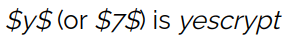 $y$ (or $7$) is yescrypt